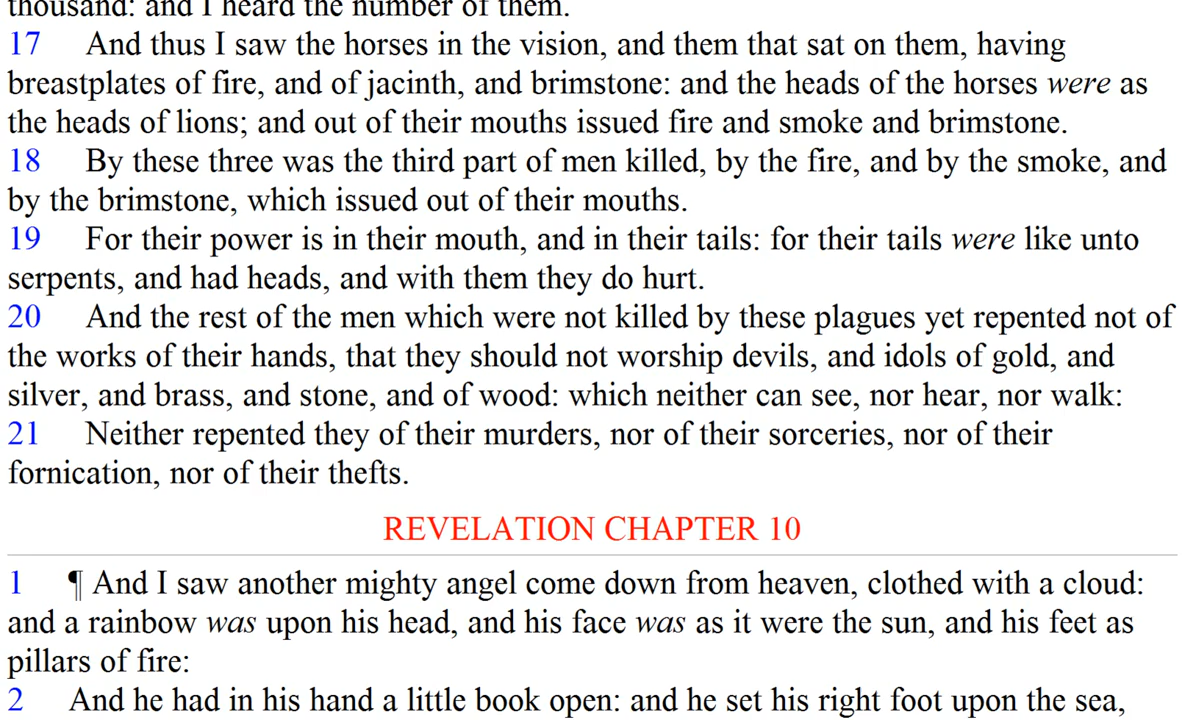 thousand: and I heard the number of them.
17 And thus I saw the horses in the vision, and them that sat on them, having
breastplates of fire, and of jacinth, and brimstone: and the heads of the horses were as
the heads of lions; and out of their mouths issued fire and smoke and brimstone.
18 By these three was the third part of men killed, by the fire, and by the smoke, and
by the brimstone, which issued out of their mouths.
19 For their power is in their mouth, and in their tails: for their tails were like unto
serpents, and had heads, and with them they do hurt.
20 And the rest of the men which were not killed by these plagues yet repented not of
the works of their hands, that they should not worship devils, and idols of gold, and
silver, and brass, and stone, and of wood: which neither can see, nor hear, nor walk:
21 Neither repented they of their murders, nor of their sorceries, nor of their
fornication, nor of their thefts.
REVELATION CHAPTER 10
1 ¶ And I saw another mighty angel come down from heaven, clothed with a cloud:
and a rainbow was upon his head, and his face was as it were the sun, and his feet as
pillars of fire:
2 And he had in his hand a little book open: and he set his right foot upon the sea,